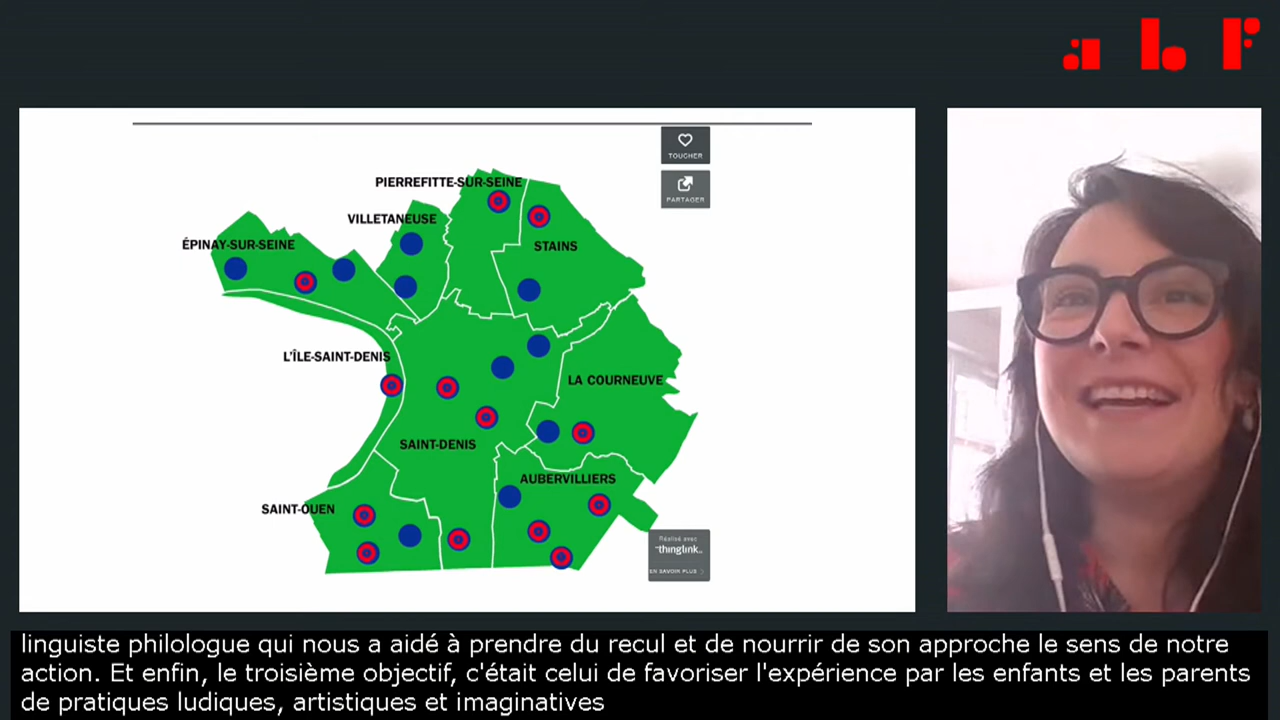 abf
TOUCHER
PARTAGER
PIERREFITTE-SUR-SEINE
VILLETANEUSE
ÉPINAY-SUR-SEINE
STAINS
L'ÎLE-SAINT-DENIS
LA COURNEUVE
SAINT-DENIS
AUBERVILLIERS
SAINT-OUEN
Réalisé avec
thinglink..
EN SAVOIR PLUS
linguiste philologue qui nous a aidé à prendre du recul et de nourrir de son approche le sens de notre
action. Et enfin, le troisième objectif, c'était celui de favoriser l'expérience par les enfants et les parents
de pratiques ludiques, artistiques et imaginatives